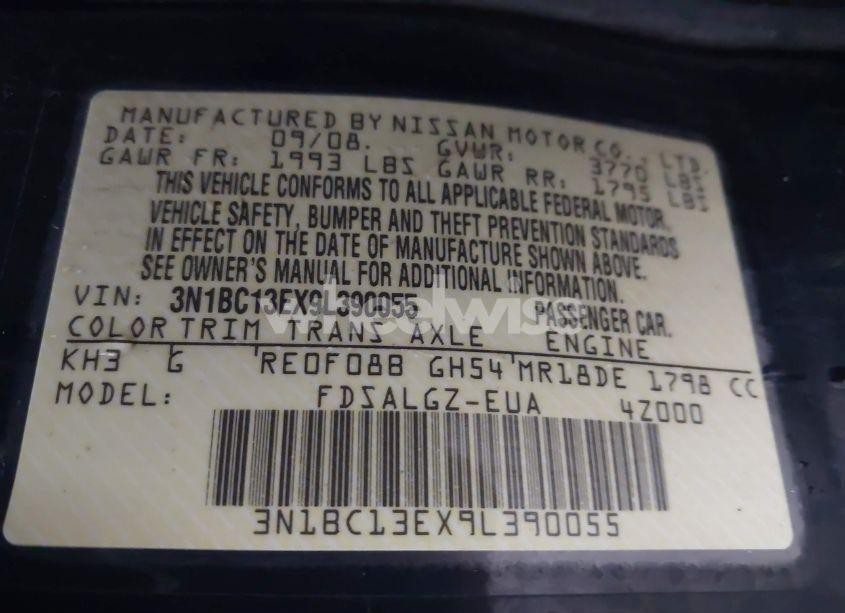 MANUFACTURED BY NISSAN MOTOR CO., LTD
DATE: 09/08. GVWR: 3770 LBS
GAWR FR: 1993 LBS GAWR RR: 1795 LBS
THIS VEHICLE CONFORMS TO ALL APPLICABLE FEDERAL MOTOR
VEHICLE SAFETY, BUMPER AND THEFT PREVENTION STANDARDS
IN EFFECT ON THE DATE OF MANUFACTURE SHOWN ABOVE.
SEE OWNER'S MANUAL FOR ADDITIONAL INFORMATION.
VIN: 3N1BC13EX9L390055 PASSENGER CAR.
COLOR TRIM TRANS AXLE ENGINE
KH3 G RE0F08B GH54 MR18DE 1798 CC
MODEL: FDSALGZ-EUA 4Z000
3N1BC13EX9L390055
wheelwise